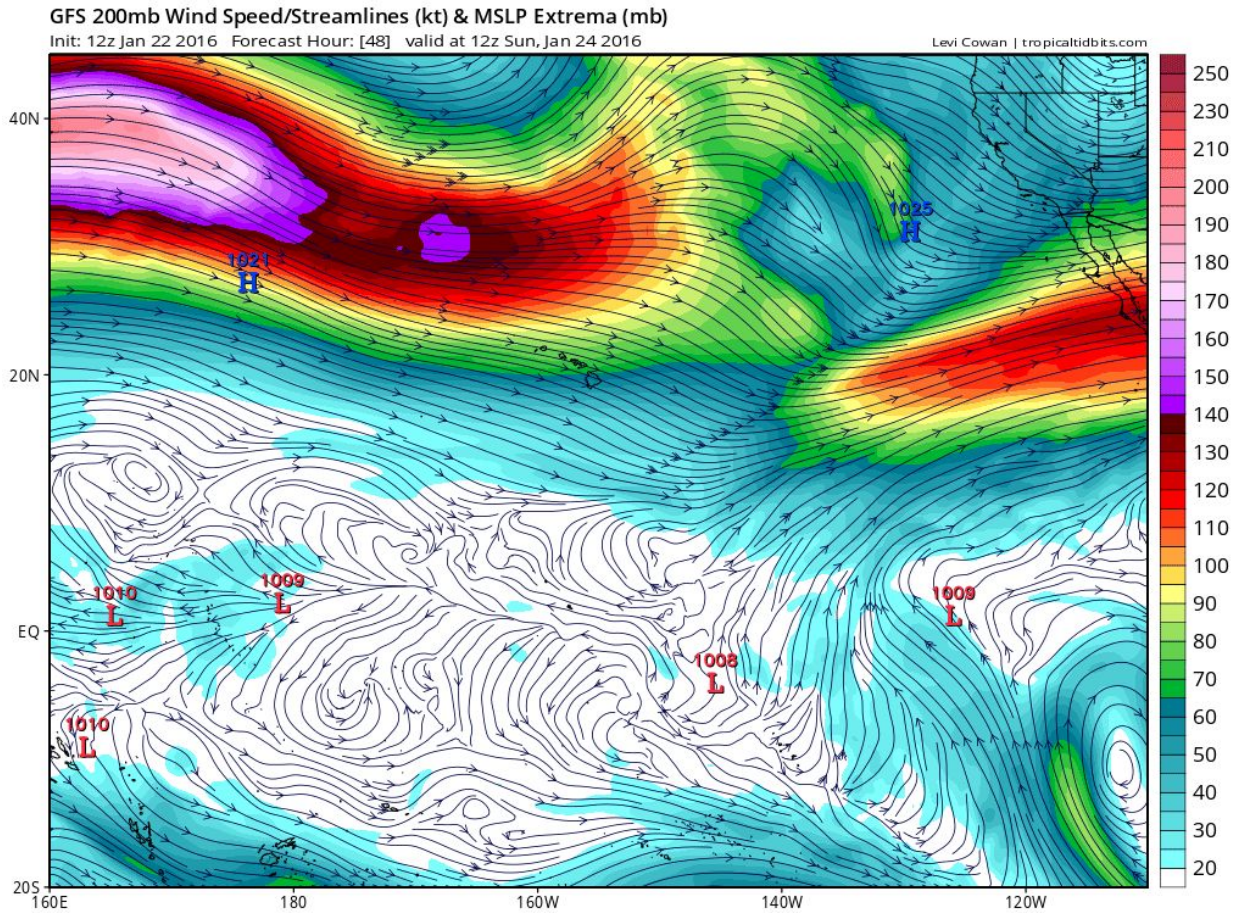 GFS 200mb Wind Speed/Streamlines (kt) & MSLP Extrema (mb)
Init: 12z Jan 22 2016 Forecast Hour: [48] valid at 12z Sun, Jan 24 2016
Levi Cowan | tropicaltidbits.com
40N
20N
EQ
20S
160E
180
160W
140W
120W
1025
H
1021
H
1009
L
1010
L
1009
L
1008
L
1010
L
250
230
210
200
190
180
170
160
150
140
130
120
110
100
90
80
70
60
50
40
30
20